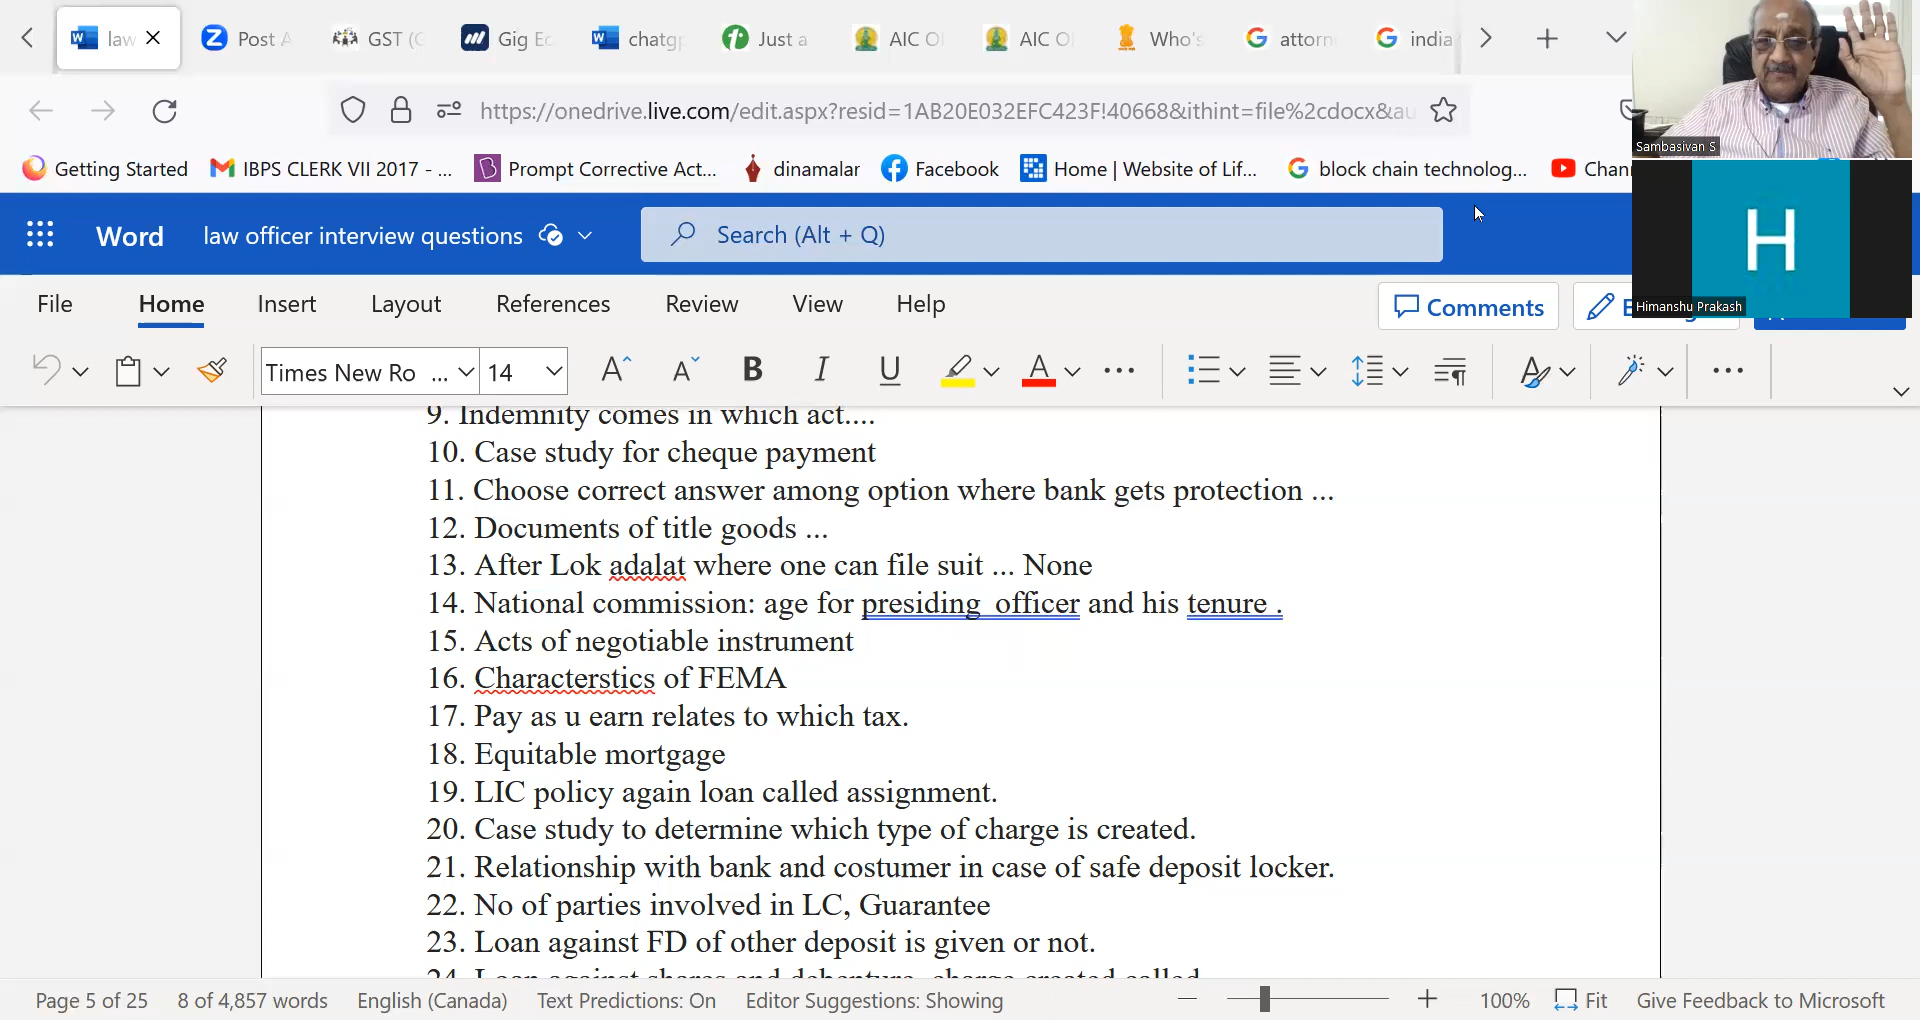 law
Post A
GST (C
Gig Ec
chatgp
Just a
AIC O
AIC O
Who's
attorn
india
https://onedrive.live.com/edit.aspx?resid=1AB20E032EFC423F!40668&ithint=file%2cdocx&au
Getting Started
IBPS CLERK VII 2017 - ...
Prompt Corrective Act...
dinamalar
Facebook
Home | Website of Lif...
block chain technolog...
Chan
Sambasivan S
H
Himanshu Prakash
Word
law officer interview questions
Search (Alt + Q)
File
Home
Insert
Layout
References
Review
View
Help
Comments
Times New Ro ...
14
9. Indemnity comes in which act....
10. Case study for cheque payment
11. Choose correct answer among option where bank gets protection ...
12. Documents of title goods ...
13. After Lok adalat where one can file suit ... None
14. National commission: age for presiding officer and his tenure .
15. Acts of negotiable instrument
16. Characterstics of FEMA
17. Pay as u earn relates to which tax.
18. Equitable mortgage
19. LIC policy again loan called assignment.
20. Case study to determine which type of charge is created.
21. Relationship with bank and costumer in case of safe deposit locker.
22. No of parties involved in LC, Guarantee
23. Loan against FD of other deposit is given or not.
24. Loan against shares and debenture, charge created called
Page 5 of 25
8 of 4,857 words
English (Canada)
Text Predictions: On
Editor Suggestions: Showing
100%
Fit
Give Feedback to Microsoft